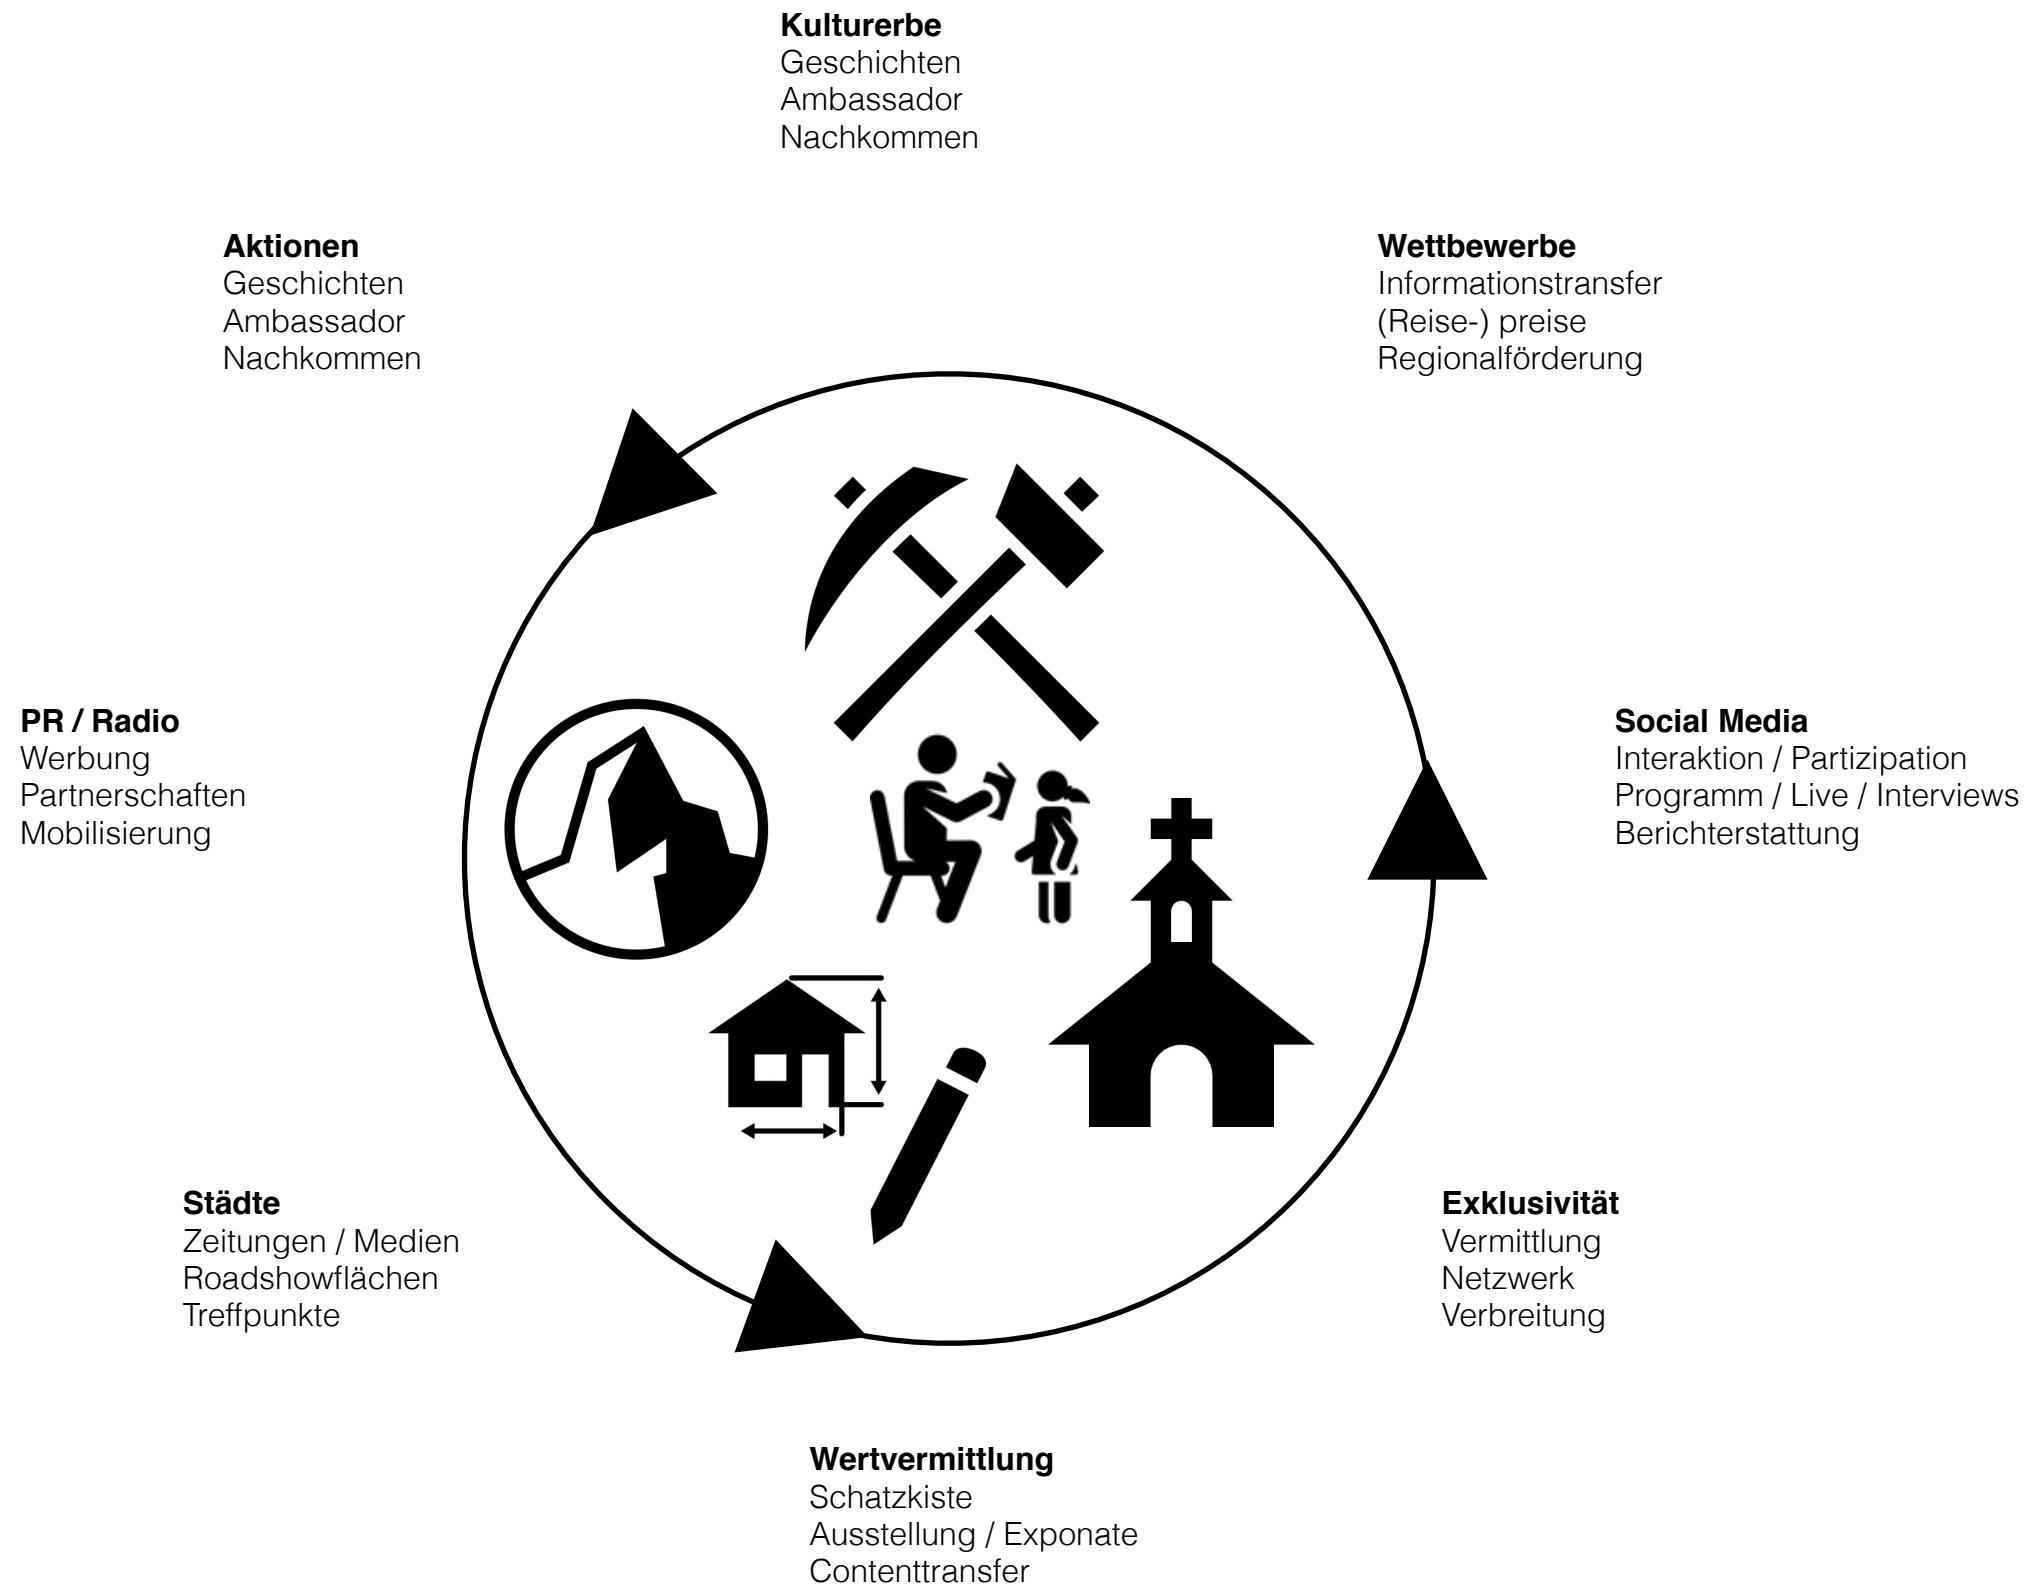 Kulturerbe
Geschichten
Ambassador
Nachkommen
Aktionen
Geschichten
Ambassador
Nachkommen
Wettbewerbe
Informationstransfer
(Reise-) preise
Regionalförderung
PR / Radio
Werbung
Partnerschaften
Mobilisierung
Social Media
Interaktion / Partizipation
Programm / Live / Interviews
Berichterstattung
Städte
Zeitungen / Medien
Roadshowflächen
Treffpunkte
Exklusivität
Vermittlung
Netzwerk
Verbreitung
Wertvermittlung
Schatzkiste
Ausstellung / Exponate
Contenttransfer